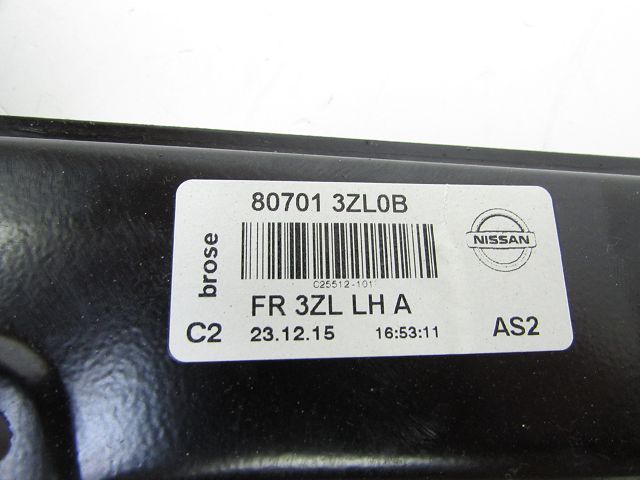 80701 3ZL0B
NISSAN
brose
C25512-101
FR 3ZL LH A
C2 23.12.15 16:53:11 AS2